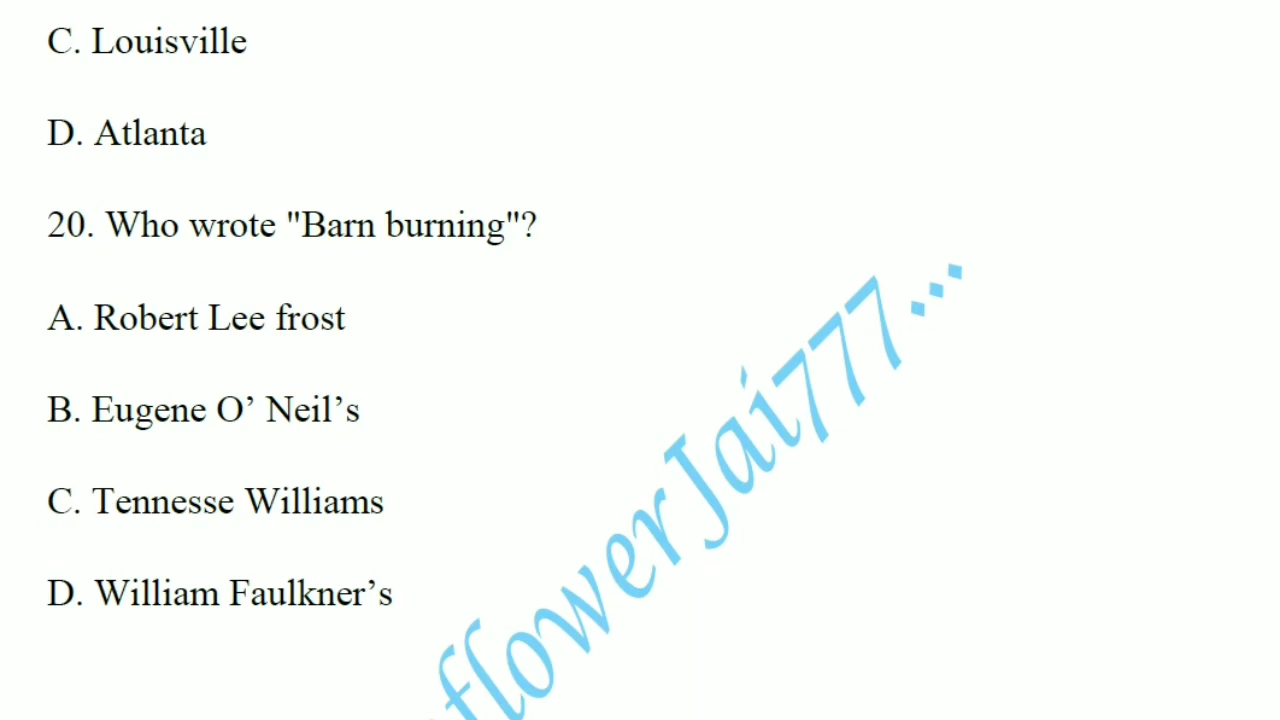 C. Louisville
D. Atlanta
20. Who wrote "Barn burning"?
A. Robert Lee frost
B. Eugene O’ Neil’s
C. Tennesse Williams
D. William Faulkner’s
flowerJai777...